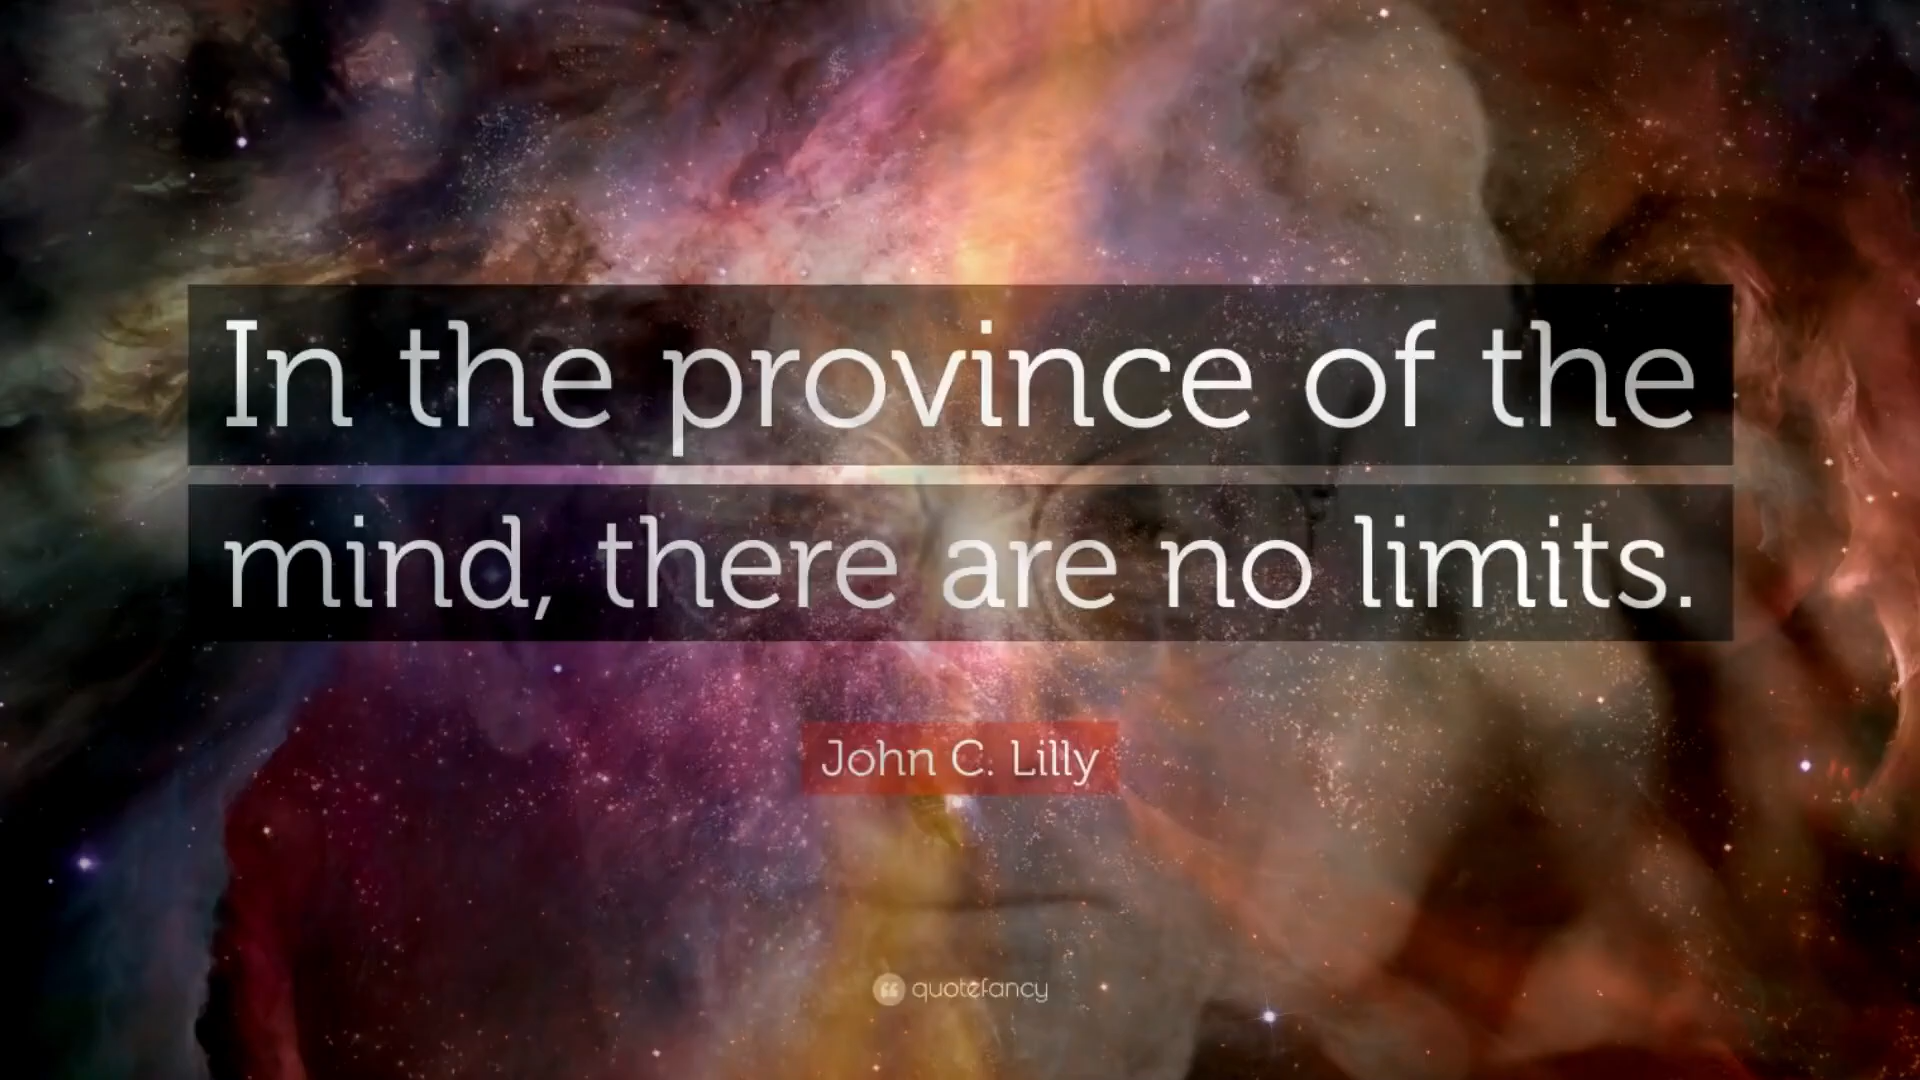 In the province of the
mind, there are no limits.
John C. Lilly
quotefancy